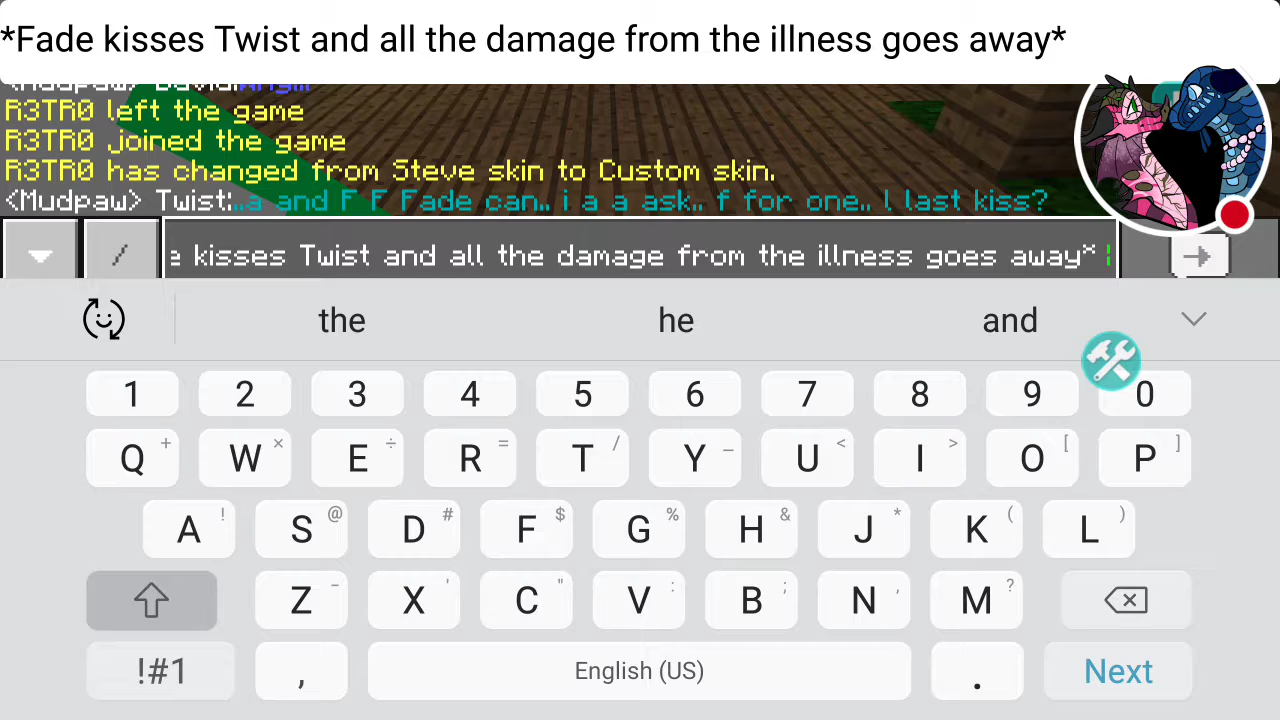 *Fade kisses Twist and all the damage from the illness goes away*
<Mudpaw> David:
R3TR0 left the game
R3TR0 joined the game
R3TR0 has changed from Steve skin to Custom skin.
<Mudpaw> Twist:..a and F F Fade can.. i a a ask.. f for one.. l last kiss?
/
kisses Twist and all the damage from the illness goes away*
the he and
1 2 3 4 5 6 7 8 9 0
Q + W × E ÷ R = T / Y _ U < I > O [ P ]
A ! S @ D # F $ G % H & J * K ( L )
Z - X ' C " V : B ; N , M ?
!#1 , English (US) . Next